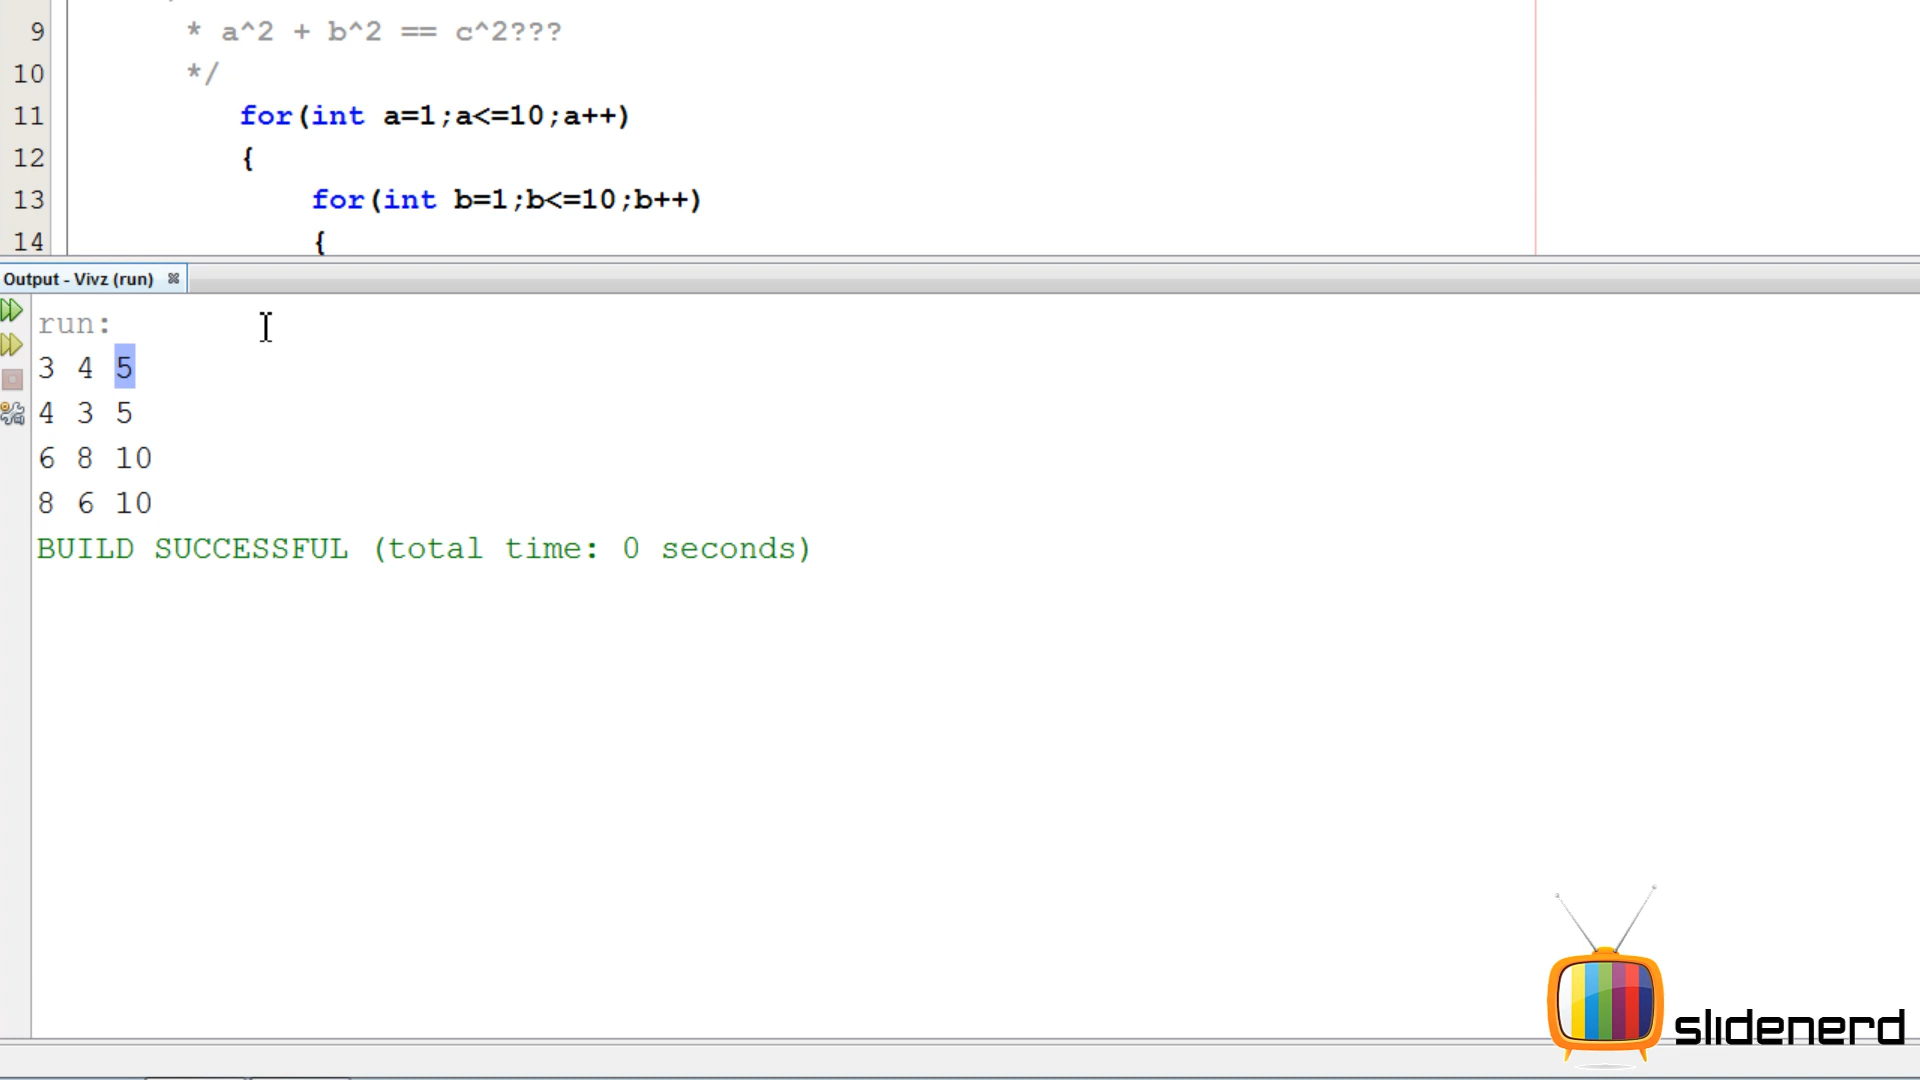 9 * a^2 + b^2 == c^2???
10 */
11 for(int a=1;a<=10;a++)
12 {
13 for(int b=1;b<=10;b++)
14 {
Output - Vivz (run)
run:
3 4 5
4 3 5
6 8 10
8 6 10
BUILD SUCCESSFUL (total time: 0 seconds)
slidenerd